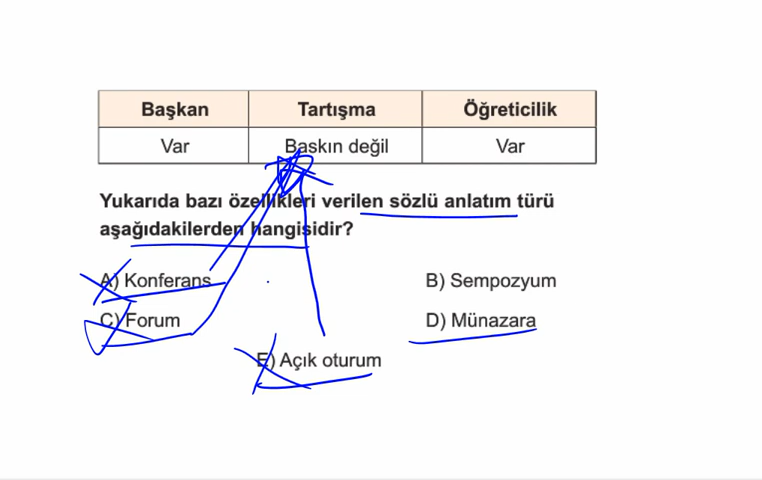 Başkan Tartışma Öğreticilik
Var Baskın değil Var
Yukarıda bazı özellikleri verilen sözlü anlatım türü
aşağıdakilerden hangisidir?
A) Konferans B) Sempozyum
C) Forum D) Münazara
E) Açık oturum